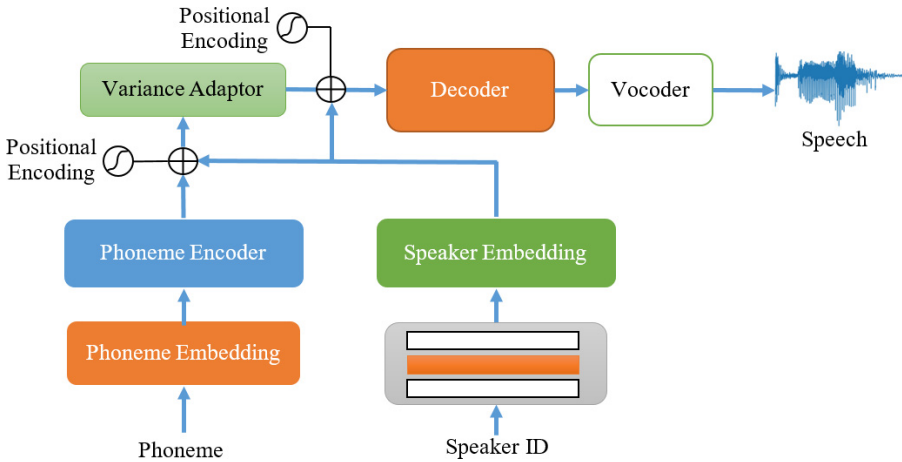 Positional
Encoding
Variance Adaptor
Decoder
Vocoder
Speech
Positional
Encoding
Phoneme Encoder
Speaker Embedding
Phoneme Embedding
Phoneme
Speaker ID